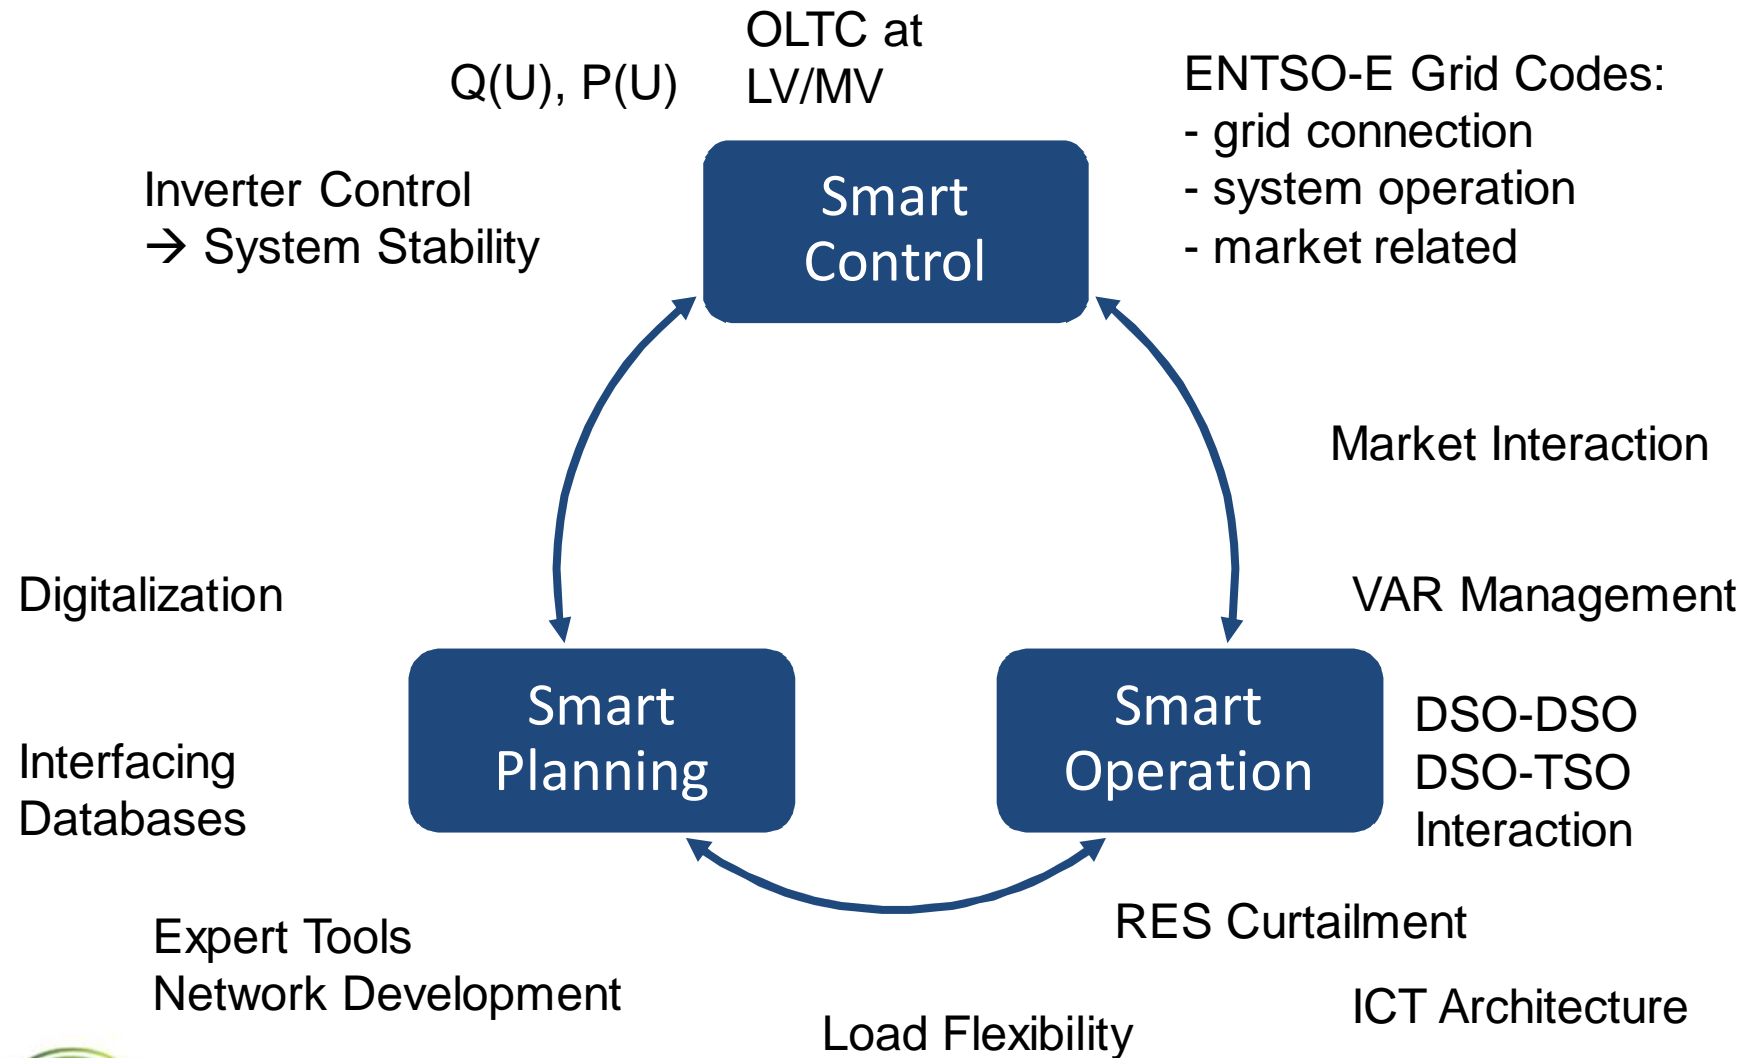 OLTC at
LV/MV
Q(U), P(U)
ENTSO-E Grid Codes:
- grid connection
- system operation
- market related
Inverter Control
→ System Stability
Smart
Control
Market Interaction
Digitalization
VAR Management
Smart
Planning
Smart
Operation
DSO-DSO
DSO-TSO
Interaction
Interfacing
Databases
Expert Tools
Network Development
RES Curtailment
ICT Architecture
Load Flexibility